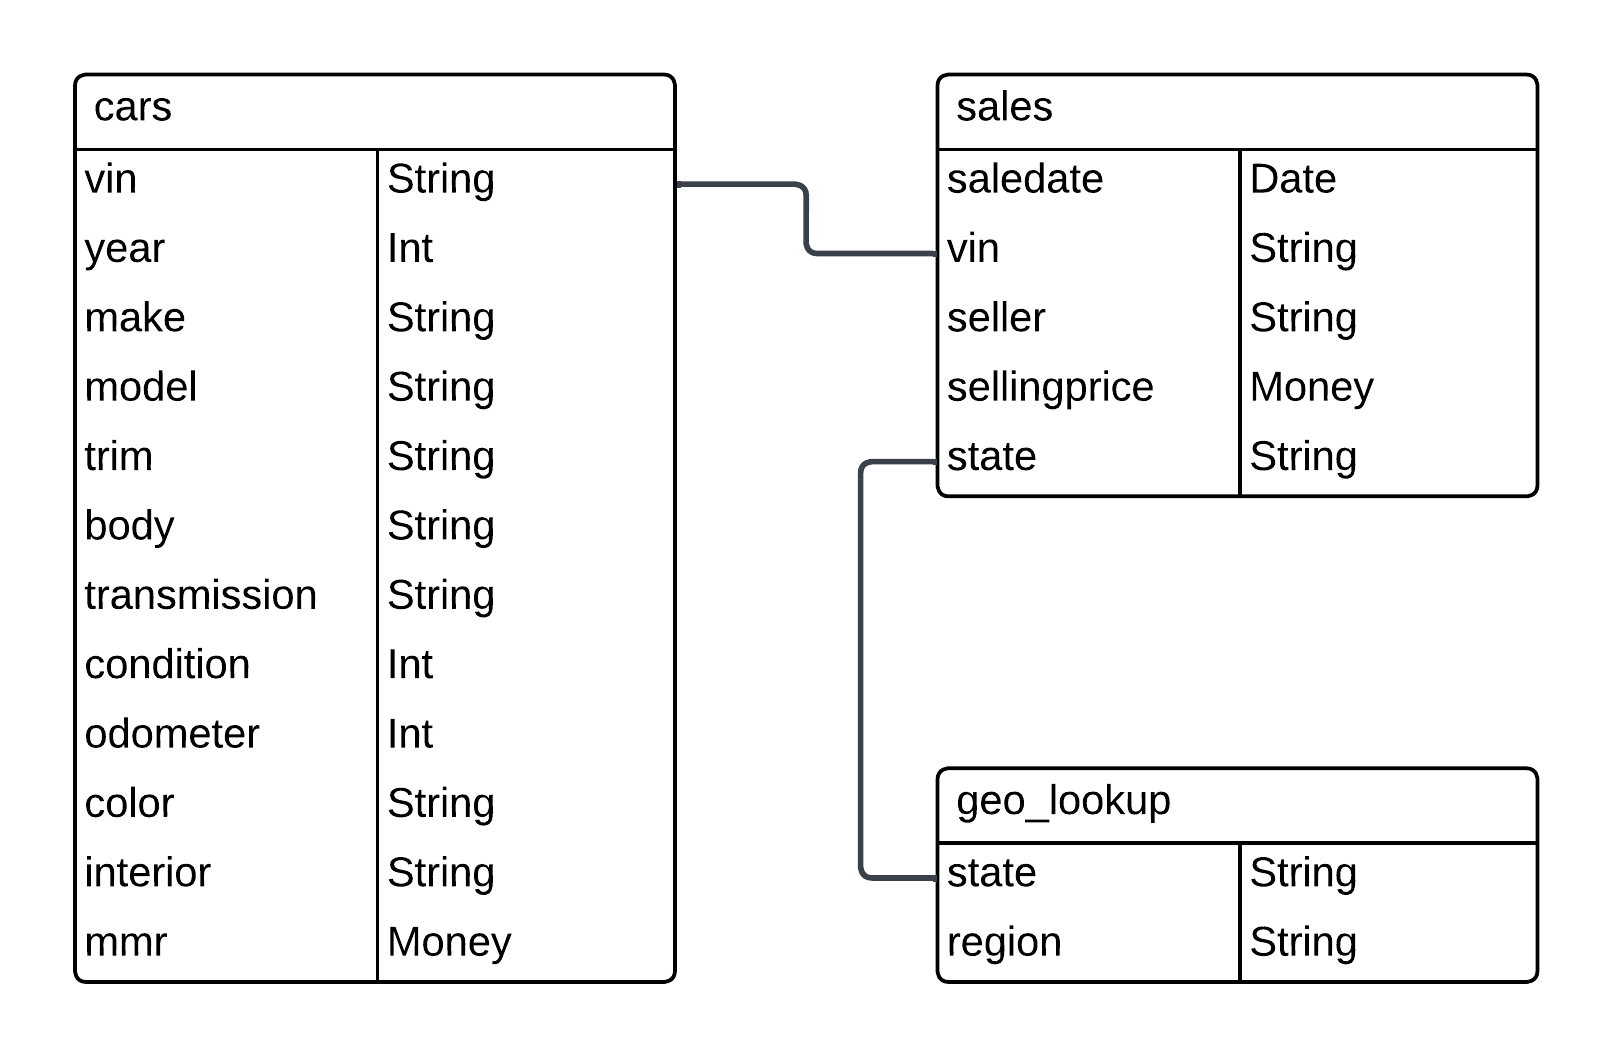 cars
vin String
year Int
make String
model String
trim String
body String
transmission String
condition Int
odometer Int
color String
interior String
mmr Money
sales
saledate Date
vin String
seller String
sellingprice Money
state String
geo_lookup
state String
region String